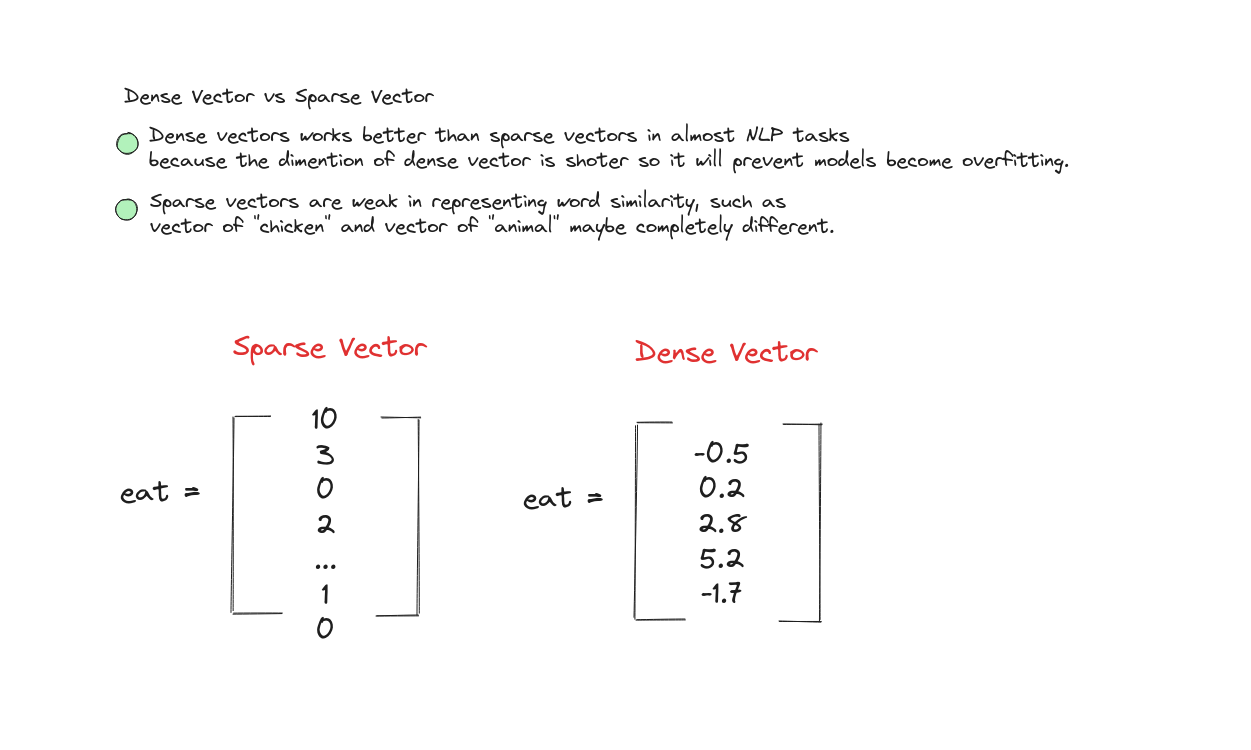 Dense Vector vs Sparse Vector
Dense vectors works better than sparse vectors in almost NLP tasks
because the dimention of dense vector is shoter so it will prevent models become overfitting.
Sparse vectors are weak in representing word similarity, such as
vector of "chicken" and vector of "animal" maybe completely different.
Sparse Vector
eat =
10
3
0
2
...
1
0
Dense Vector
eat =
-0.5
0.2
2.8
5.2
-1.7